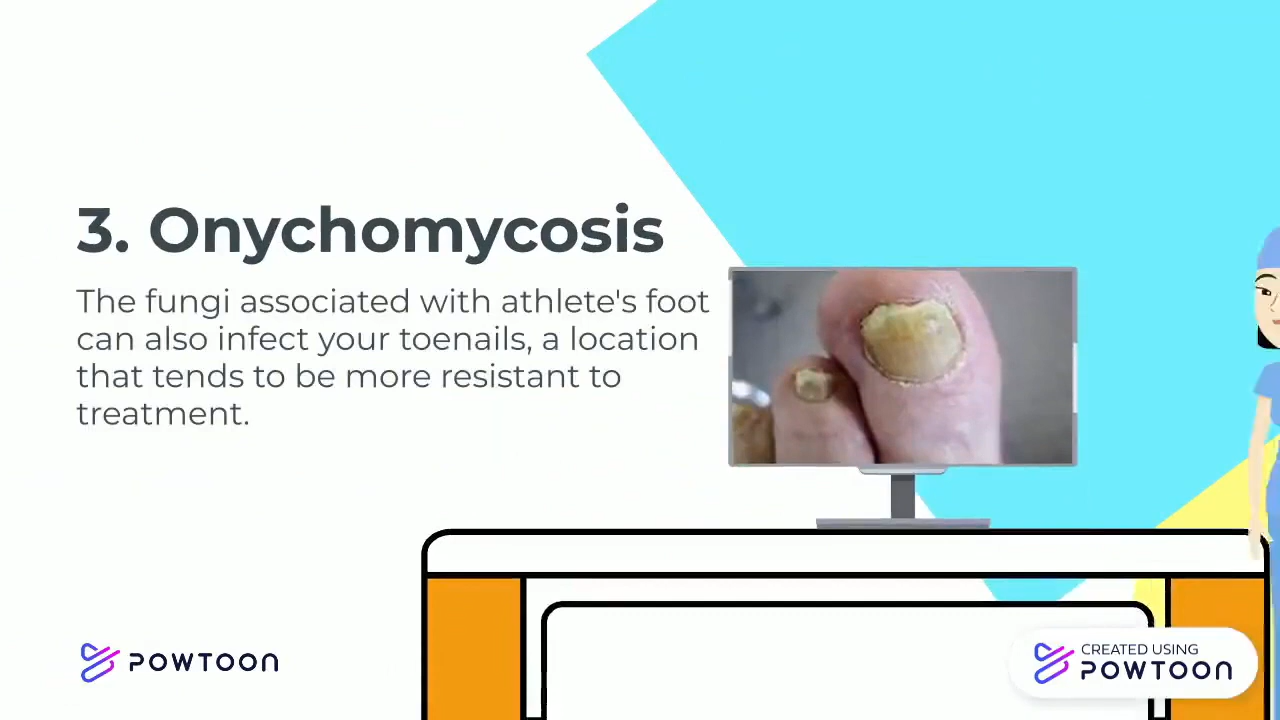 3. Onychomycosis
The fungi associated with athlete's foot
can also infect your toenails, a location
that tends to be more resistant to
treatment.
POWTOON
CREATED USING
POWTOON